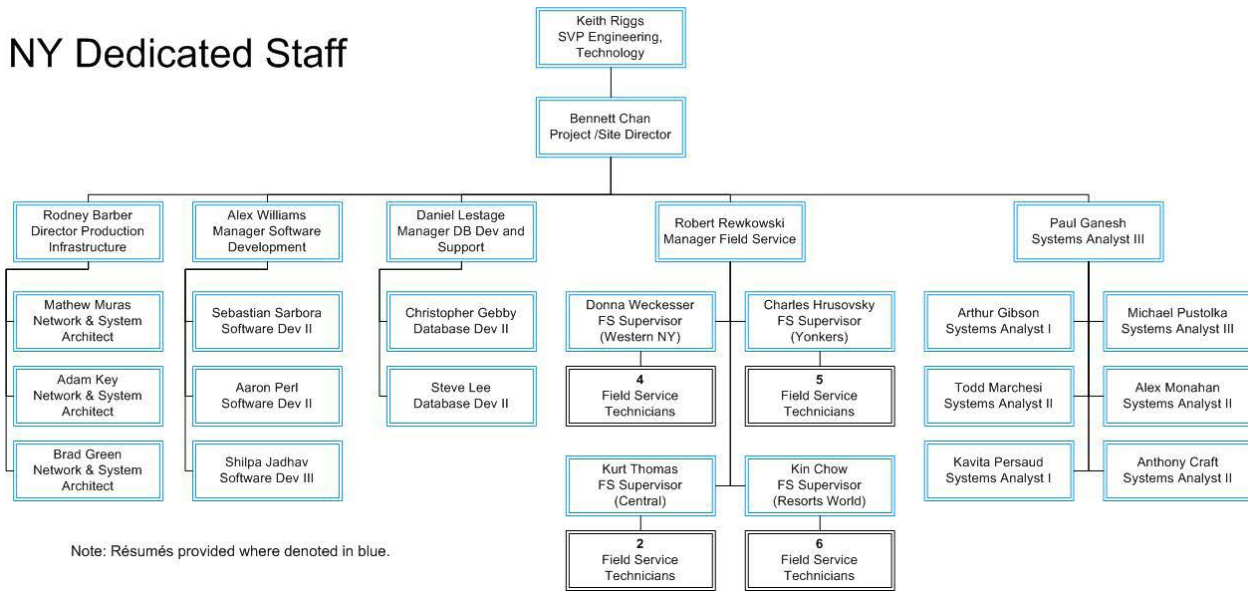 NY Dedicated Staff
Keith Riggs
SVP Engineering,
Technology
Bennett Chan
Project /Site Director
Rodney Barber
Director Production
Infrastructure
Alex Williams
Manager Software
Development
Daniel Lestage
Manager DB Dev and
Support
Robert Rewkowski
Manager Field Service
Paul Ganesh
Systems Analyst III
Mathew Muras
Network & System
Architect
Sebastian Sarbora
Software Dev II
Christopher Gebby
Database Dev II
Donna Weckesser
FS Supervisor
(Western NY)
Charles Hrusovsky
FS Supervisor
(Yonkers)
Arthur Gibson
Systems Analyst I
Michael Pustolka
Systems Analyst III
Adam Key
Network & System
Architect
Aaron Perl
Software Dev II
Steve Lee
Database Dev II
4
Field Service
Technicians
5
Field Service
Technicians
Todd Marchesi
Systems Analyst II
Alex Monahan
Systems Analyst II
Brad Green
Network & System
Architect
Shilpa Jadhav
Software Dev III
Kurt Thomas
FS Supervisor
(Central)
Kin Chow
FS Supervisor
(Resorts World)
Kavita Persaud
Systems Analyst I
Anthony Craft
Systems Analyst II
2
Field Service
Technicians
6
Field Service
Technicians
Note: Résumés provided where denoted in blue.